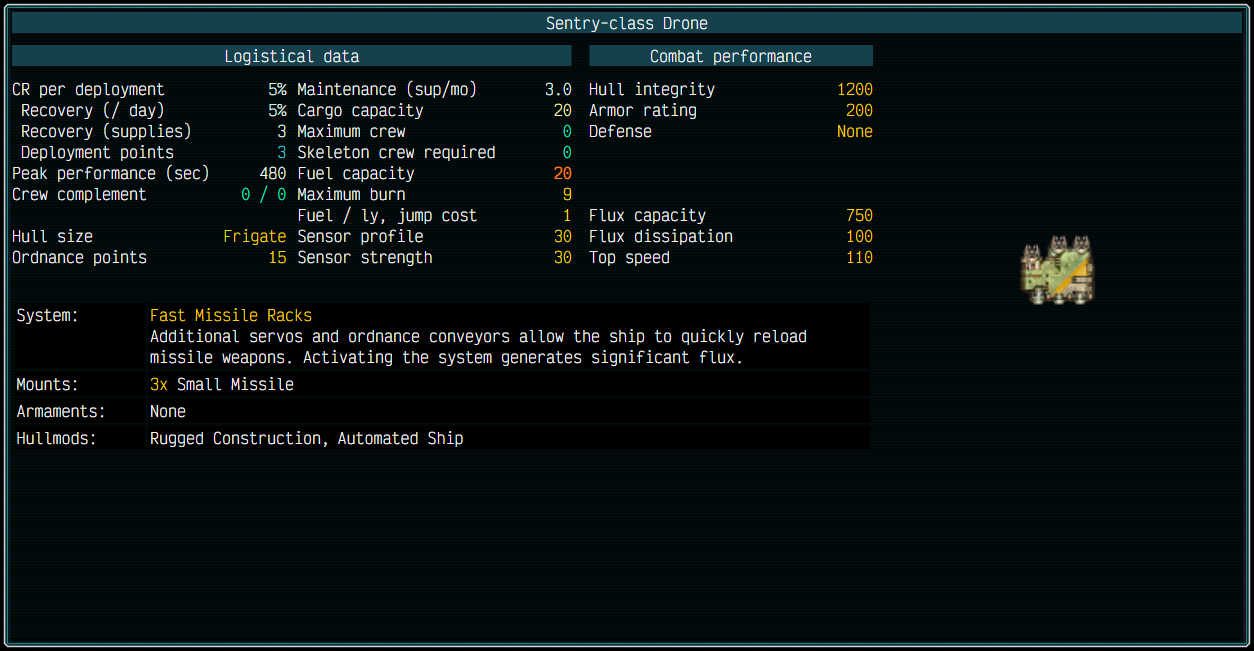 Sentry-class Drone
Logistical data
Combat performance
CR per deployment 5% Maintenance (sup/mo) 3.0 Hull integrity 1200
Recovery (/ day) 5% Cargo capacity 20 Armor rating 200
Recovery (supplies) 3 Maximum crew 0 Defense None
Deployment points 3 Skeleton crew required 0
Peak performance (sec) 480 Fuel capacity 20
Crew complement 0 / 0 Maximum burn 9
Fuel / ly, jump cost 1 Flux capacity 750
Hull size Frigate Sensor profile 30 Flux dissipation 100
Ordnance points 15 Sensor strength 30 Top speed 110
System: Fast Missile Racks
Additional servos and ordnance conveyors allow the ship to quickly reload
missile weapons. Activating the system generates significant flux.
Mounts: 3x Small Missile
Armaments: None
Hullmods: Rugged Construction, Automated Ship